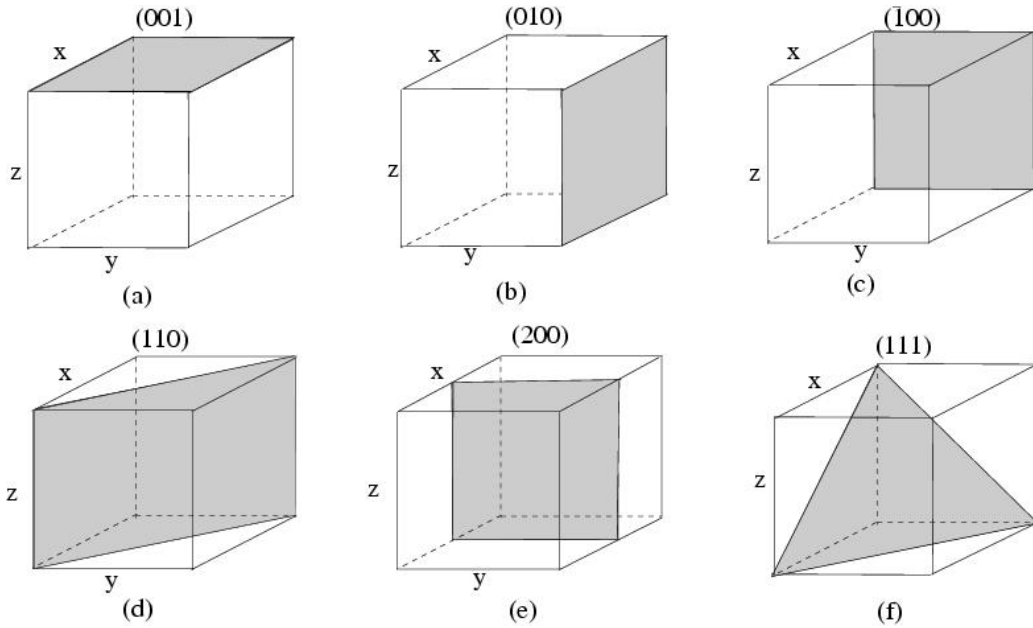 (001)
x
z
y
(a)
(010)
x
z
y
(b)
(1̄00)
x
z
y
(c)
(110)
x
z
y
(d)
(200)
x
z
y
(e)
(111)
x
z
y
(f)